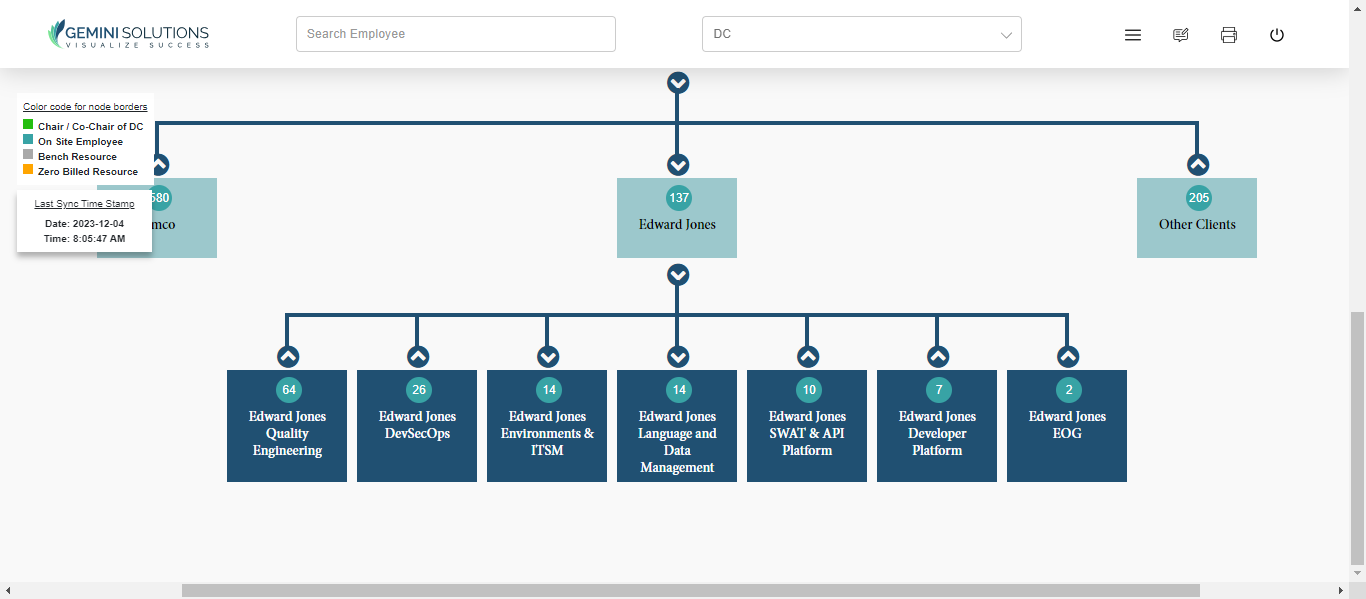 GEMINI SOLUTIONS
VISUALIZE SUCCESS
Search Employee
DC
Color code for node borders
Chair / Co-Chair of DC
On Site Employee
Bench Resource
Zero Billed Resource
Last Sync Time Stamp
Date: 2023-12-04
Time: 8:05:47 AM
580
mco
137
Edward Jones
205
Other Clients
64
Edward Jones
Quality
Engineering
26
Edward Jones
DevSecOps
14
Edward Jones
Environments &
ITSM
14
Edward Jones
Language and
Data
Management
10
Edward Jones
SWAT & API
Platform
7
Edward Jones
Developer
Platform
2
Edward Jones
EOG